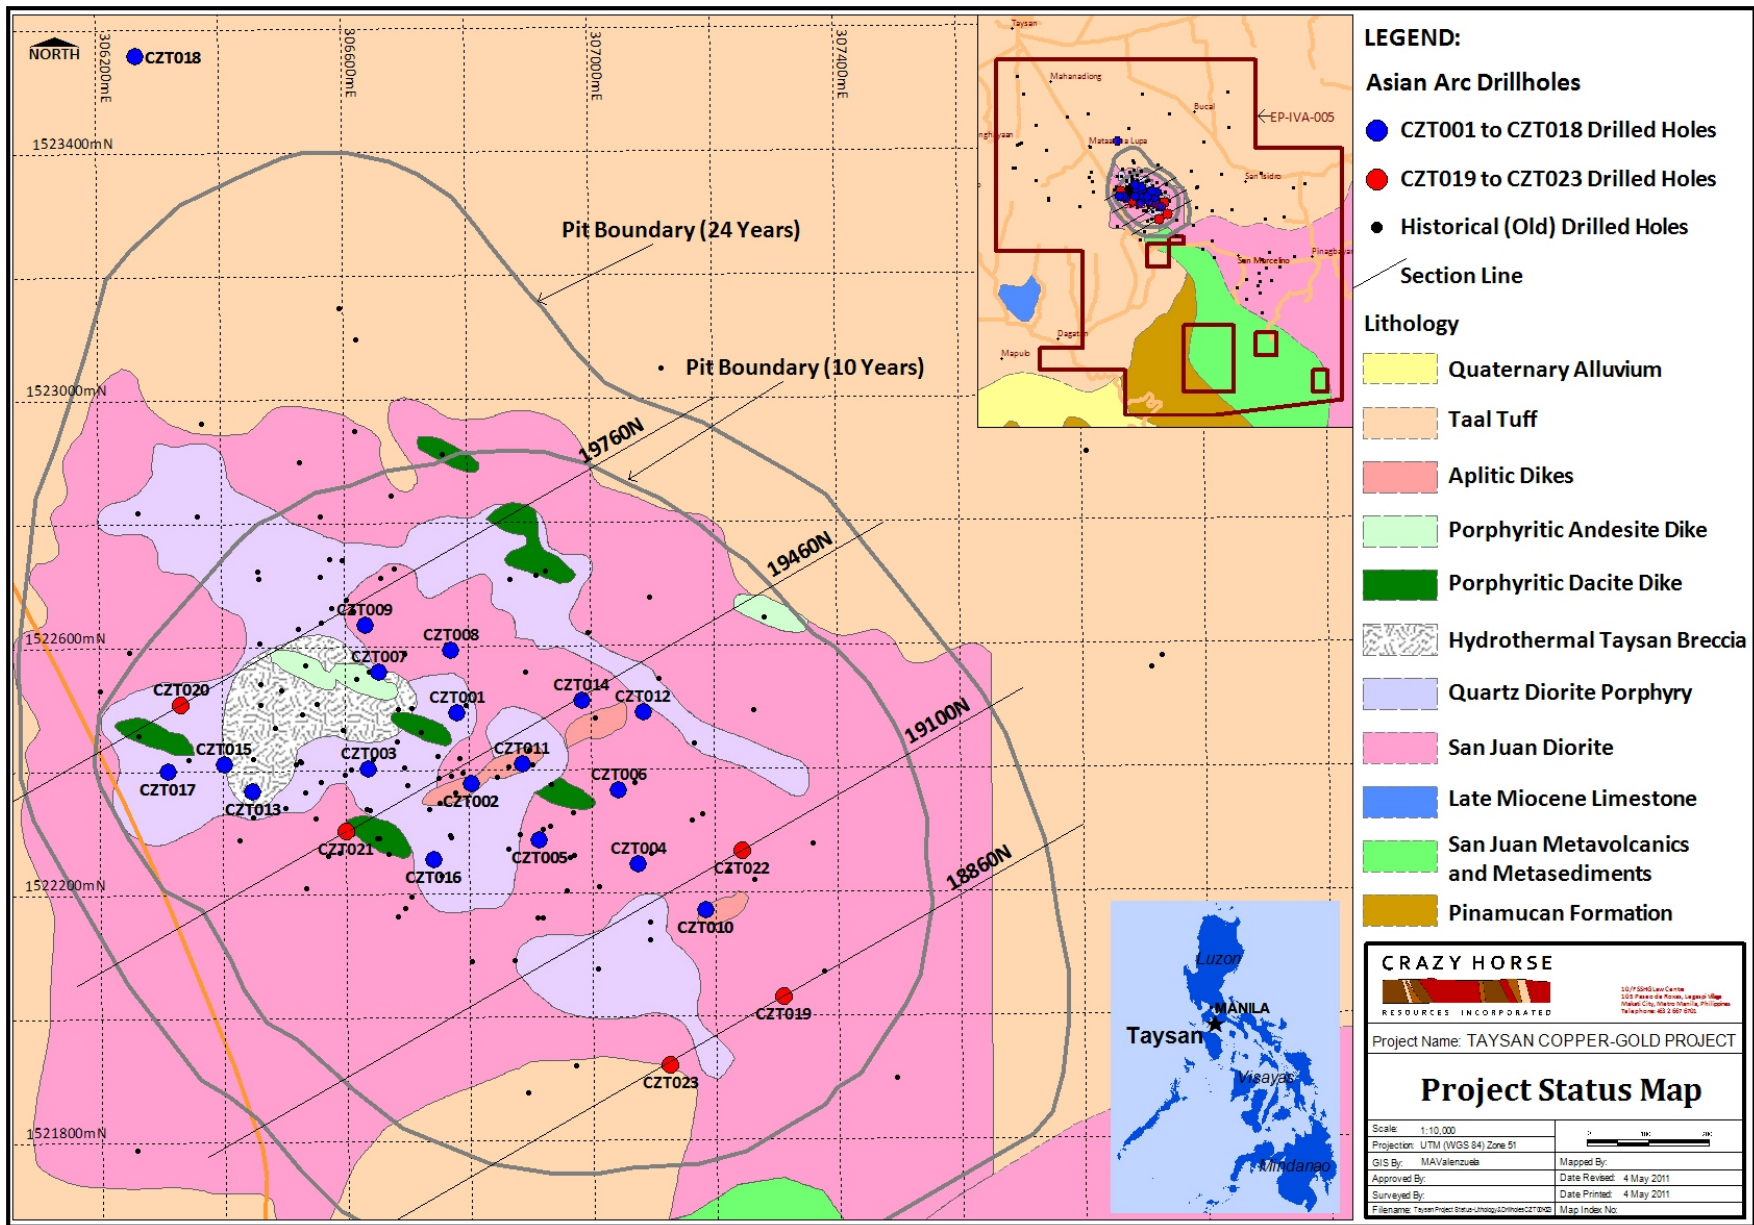 NORTH
CZT018
306200mE
306600mE
307000mE
307400mE
1523400mN
1523000mN
1522600mN
1522200mN
1521800mN
Pit Boundary (24 Years)
Pit Boundary (10 Years)
19760N
19460N
19100N
18860N
CZT009
CZT008
CZT007
CZT020
CZT001
CZT014
CZT012
CZT015
CZT003
CZT011
CZT017
CZT013
CZT002
CZT006
CZT021
CZT005
CZT004
CZT022
CZT016
CZT010
CZT019
CZT023
Taysan
Mahanadiong
Bucal
EP-IVA-005
San Isidro
San Marcelino
Dagatan
Mapulo
Luzon
MANILA
Taysan
Visayas
Mindanao
LEGEND:
Asian Arc Drillholes
CZT001 to CZT018 Drilled Holes
CZT019 to CZT023 Drilled Holes
Historical (Old) Drilled Holes
Section Line
Lithology
Quaternary Alluvium
Taal Tuff
Aplitic Dikes
Porphyritic Andesite Dike
Porphyritic Dacite Dike
Hydrothermal Taysan Breccia
Quartz Diorite Porphyry
San Juan Diorite
Late Miocene Limestone
San Juan Metavolcanics
and Metasediments
Pinamucan Formation
CRAZY HORSE
RESOURCES INCORPORATED
Project Name: TAYSAN COPPER-GOLD PROJECT
Project Status Map
Scale: 1:10,000
Projection: UTM (WGS 84) Zone 51
GIS By: MAValenzuela
Mapped By:
Approved By:
Date Revised: 4 May 2011
Surveyed By:
Date Printed: 4 May 2011
Filename:
Map Index No: